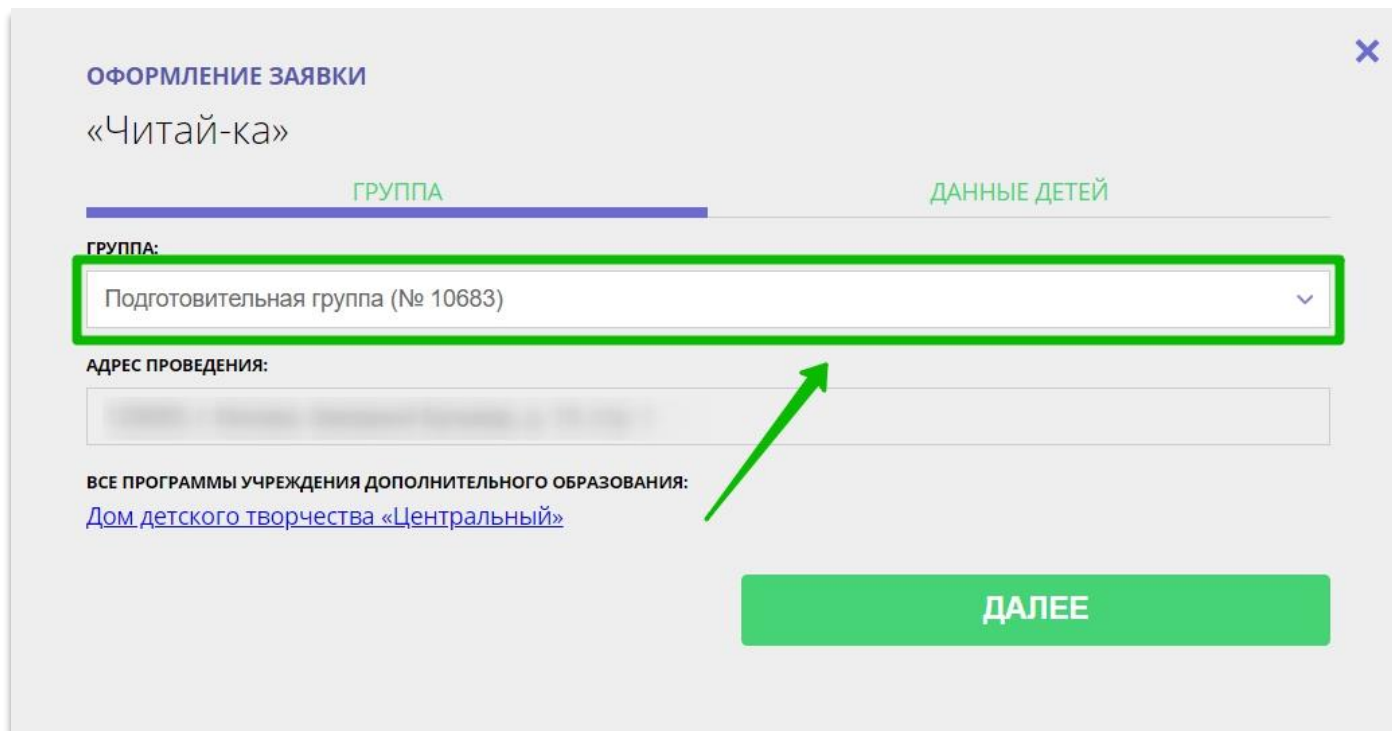 ОФОРМЛЕНИЕ ЗАЯВКИ
«Читай-ка»
ГРУППА
ДАННЫЕ ДЕТЕЙ
ГРУППА:
Подготовительная группа (№ 10683)
АДРЕС ПРОВЕДЕНИЯ:
ВСЕ ПРОГРАММЫ УЧРЕЖДЕНИЯ ДОПОЛНИТЕЛЬНОГО ОБРАЗОВАНИЯ:
Дом детского творчества «Центральный»
ДАЛЕЕ